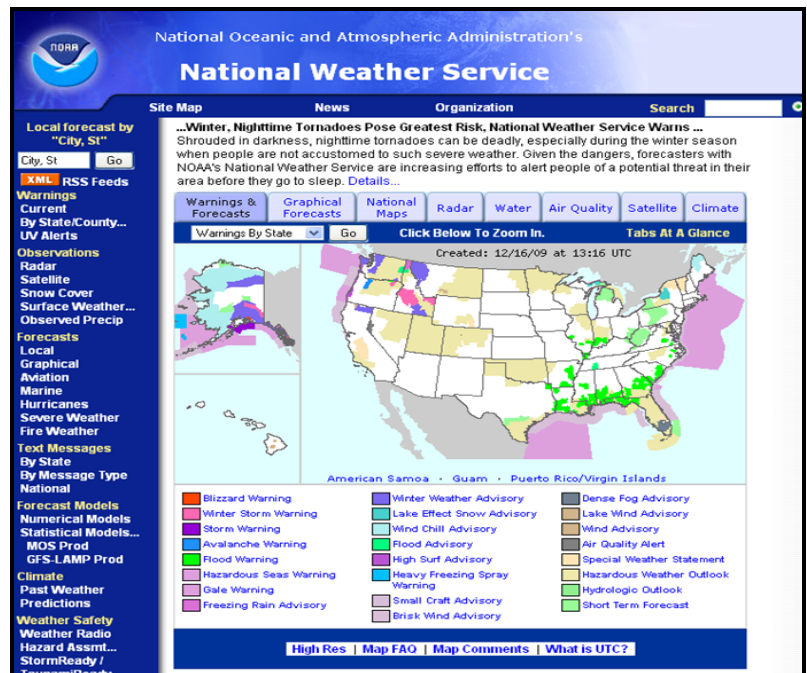 NOAA
National Oceanic and Atmospheric Administration's
National Weather Service
Site Map News Organization Search
Local forecast by
"City, St"
City, St Go
XML RSS Feeds
Warnings
Current
By State/County...
UV Alerts
Observations
Radar
Satellite
Snow Cover
Surface Weather...
Observed Precip
Forecasts
Local
Graphical
Aviation
Marine
Hurricanes
Severe Weather
Fire Weather
Text Messages
By State
By Message Type
National
Forecast Models
Numerical Models
Statistical Models...
MOS Prod
GFS-LAMP Prod
Climate
Past Weather
Predictions
Weather Safety
Weather Radio
Hazard Assmt...
StormReady /
TsunamiReady
...Winter, Nighttime Tornadoes Pose Greatest Risk, National Weather Service Warns ...
Shrouded in darkness, nighttime tornadoes can be deadly, especially during the winter season
when people are not accustomed to such severe weather. Given the dangers, forecasters with
NOAA's National Weather Service are increasing efforts to alert people of a potential threat in their
area before they go to sleep. Details...
Warnings & Forecasts
Graphical Forecasts
National Maps
Radar
Water
Air Quality
Satellite
Climate
Warnings By State Go Click Below To Zoom In. Tabs At A Glance
Created: 12/16/09 at 13:16 UTC
American Samoa · Guam · Puerto Rico/Virgin Islands
Blizzard Warning
Winter Storm Warning
Storm Warning
Avalanche Warning
Flood Warning
Hazardous Seas Warning
Gale Warning
Freezing Rain Advisory
Winter Weather Advisory
Lake Effect Snow Advisory
Wind Chill Advisory
Flood Advisory
High Surf Advisory
Heavy Freezing Spray
Warning
Small Craft Advisory
Brisk Wind Advisory
Dense Fog Advisory
Lake Wind Advisory
Wind Advisory
Air Quality Alert
Special Weather Statement
Hazardous Weather Outlook
Hydrologic Outlook
Short Term Forecast
High Res | Map FAQ | Map Comments | What is UTC?